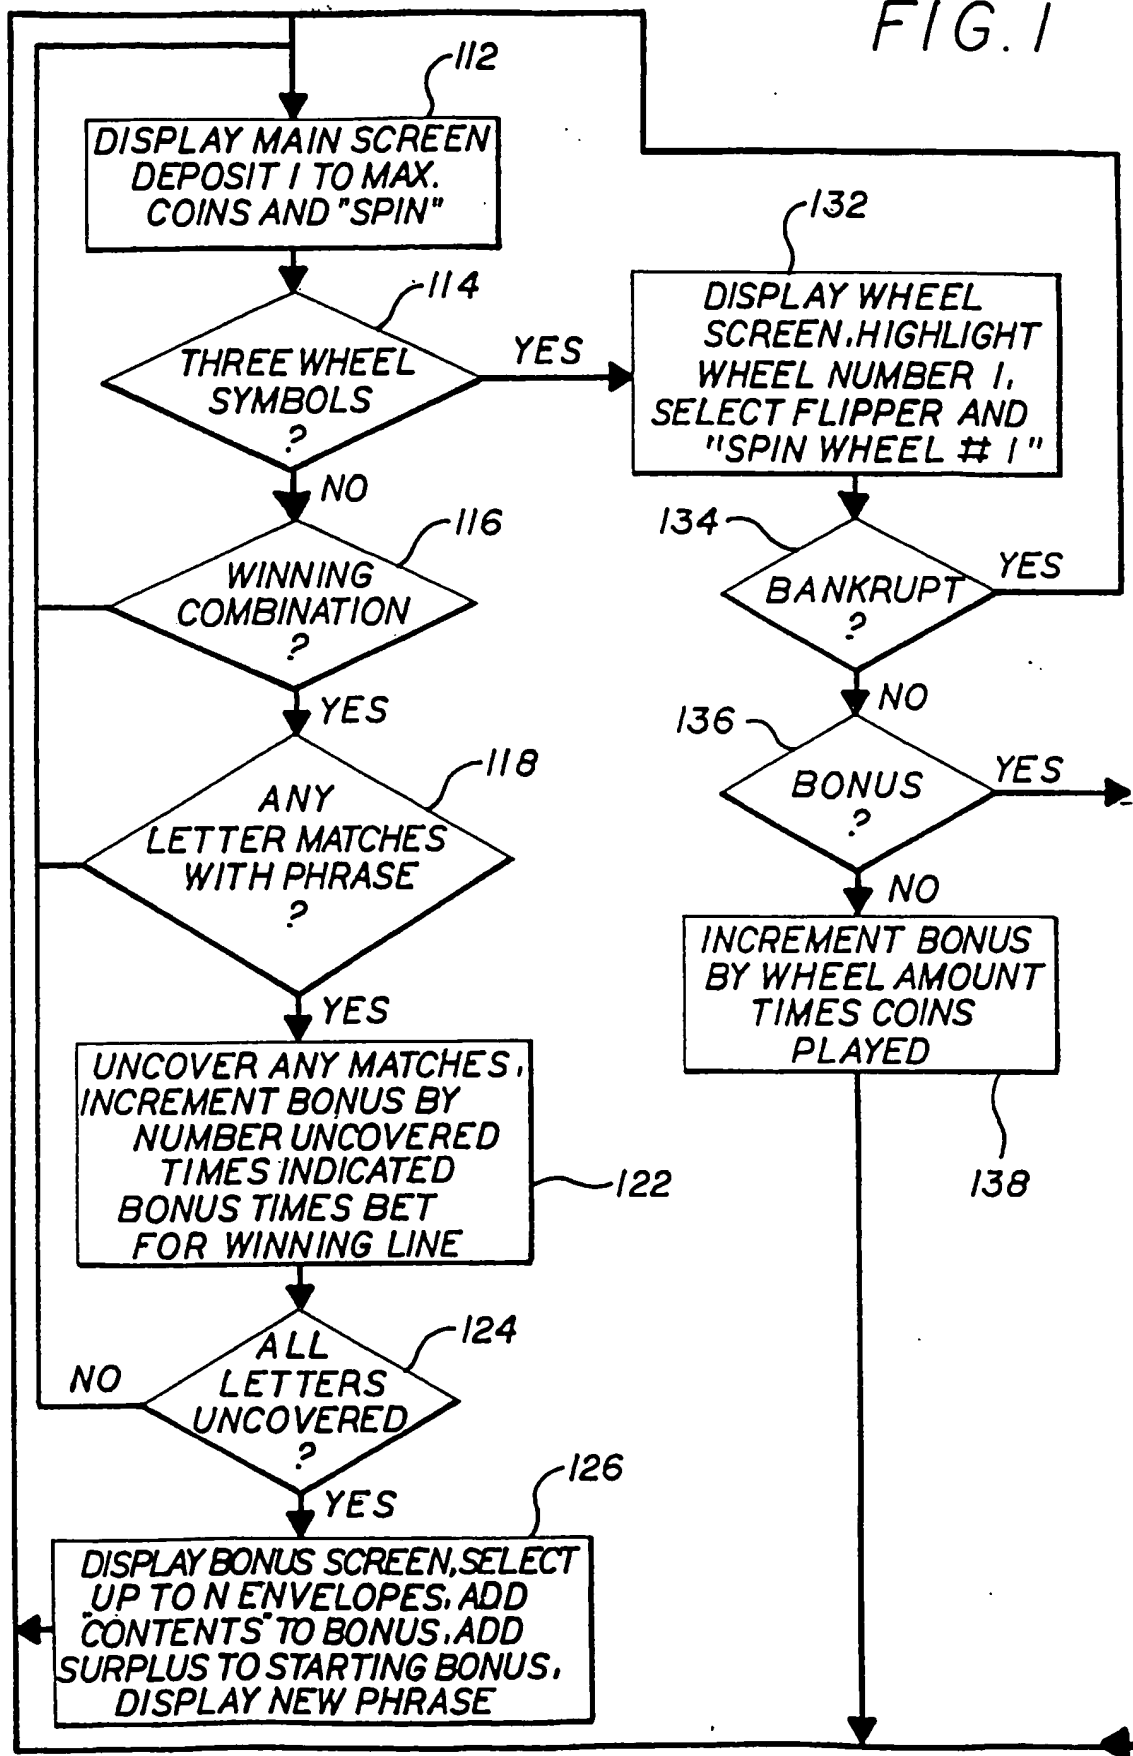 FIG. 1
112
DISPLAY MAIN SCREEN
DEPOSIT 1 TO MAX.
COINS AND "SPIN"
114
THREE WHEEL
SYMBOLS
?
YES
NO
116
WINNING
COMBINATION
?
YES
118
ANY
LETTER MATCHES
WITH PHRASE
?
YES
UNCOVER ANY MATCHES,
INCREMENT BONUS BY
NUMBER UNCOVERED
TIMES INDICATED
BONUS TIMES BET
FOR WINNING LINE
122
124
ALL
LETTERS
UNCOVERED
?
NO
YES
126
DISPLAY BONUS SCREEN, SELECT
UP TO N ENVELOPES, ADD
"CONTENTS" TO BONUS, ADD
SURPLUS TO STARTING BONUS,
DISPLAY NEW PHRASE
132
DISPLAY WHEEL
SCREEN, HIGHLIGHT
WHEEL NUMBER 1,
SELECT FLIPPER AND
"SPIN WHEEL # 1"
134
BANKRUPT
?
YES
NO
136
BONUS
?
YES
NO
INCREMENT BONUS
BY WHEEL AMOUNT
TIMES COINS
PLAYED
138